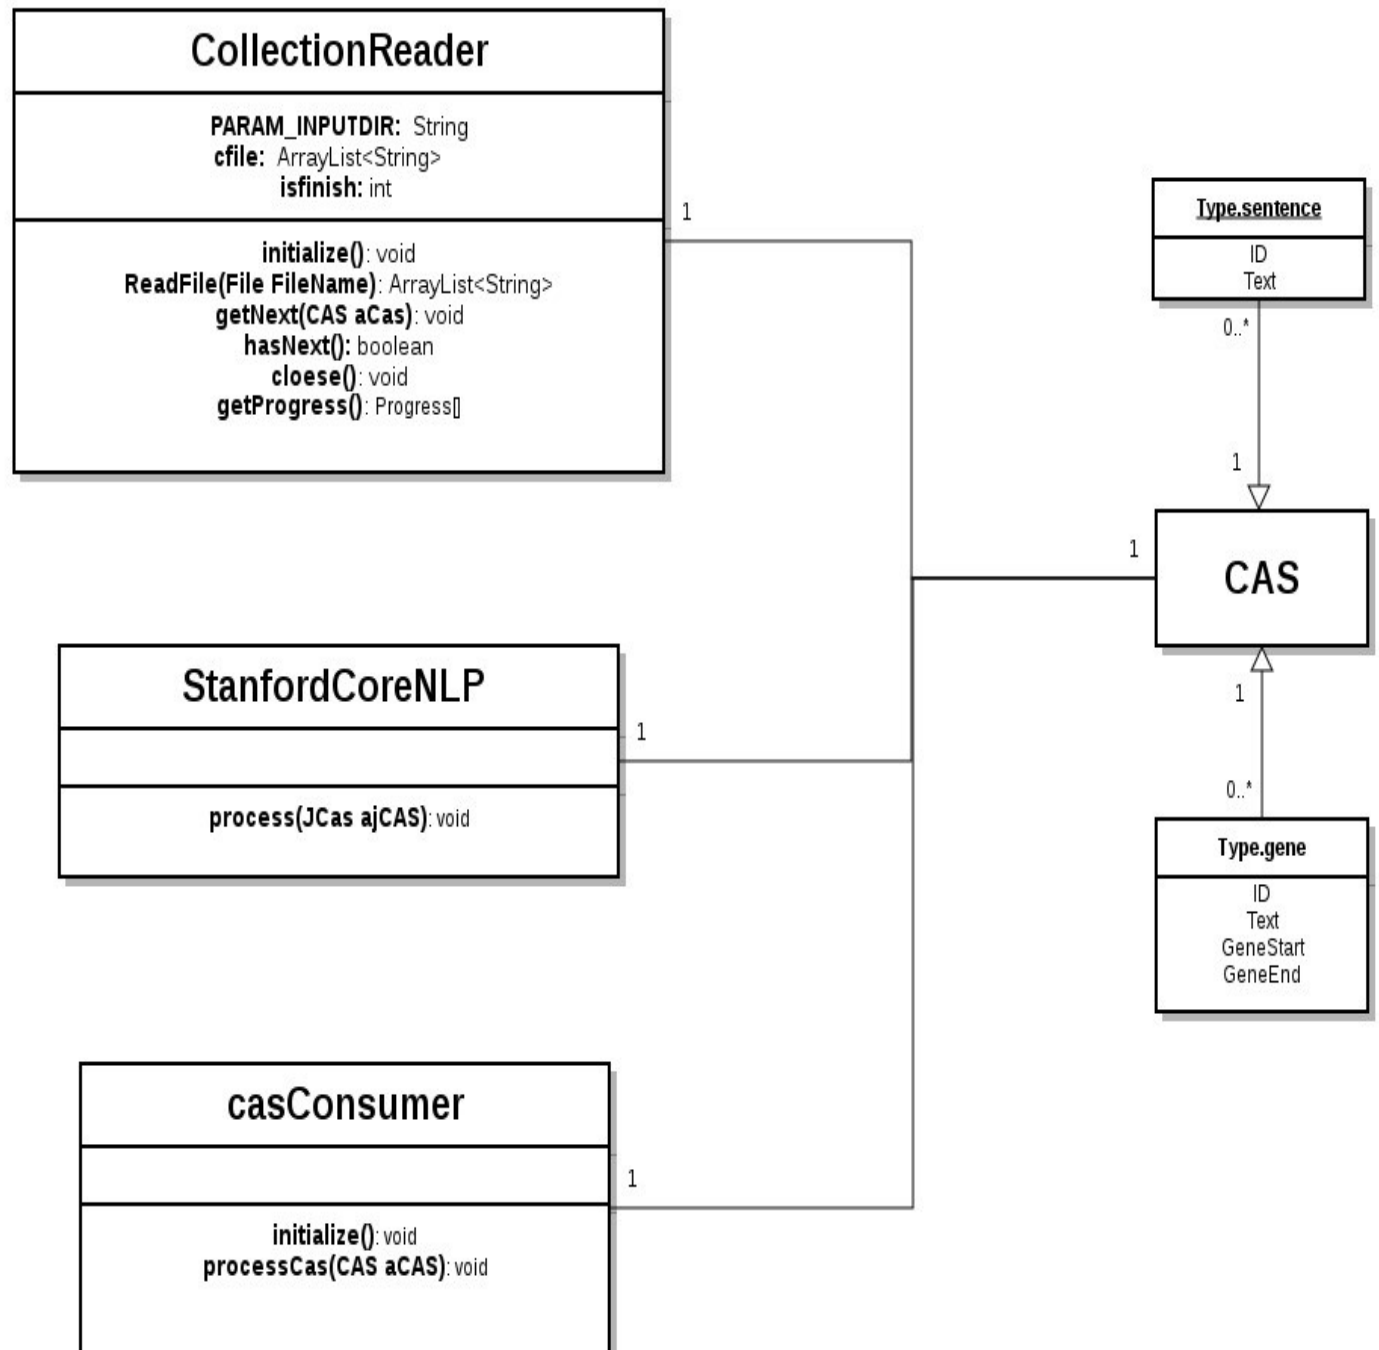 CollectionReader
PARAM_INPUTDIR: String
cfile: ArrayList<String>
isfinish: int
initialize(): void
ReadFile(File FileName): ArrayList<String>
getNext(CAS aCas): void
hasNext(): boolean
cloese(): void
getProgress(): Progress[]
1
Type.sentence
ID
Text
0..*
1
1
CAS
StanfordCoreNLP
1
process(JCas ajCAS): void
1
0..*
Type.gene
ID
Text
GeneStart
GeneEnd
casConsumer
1
initialize(): void
processCas(CAS aCAS): void